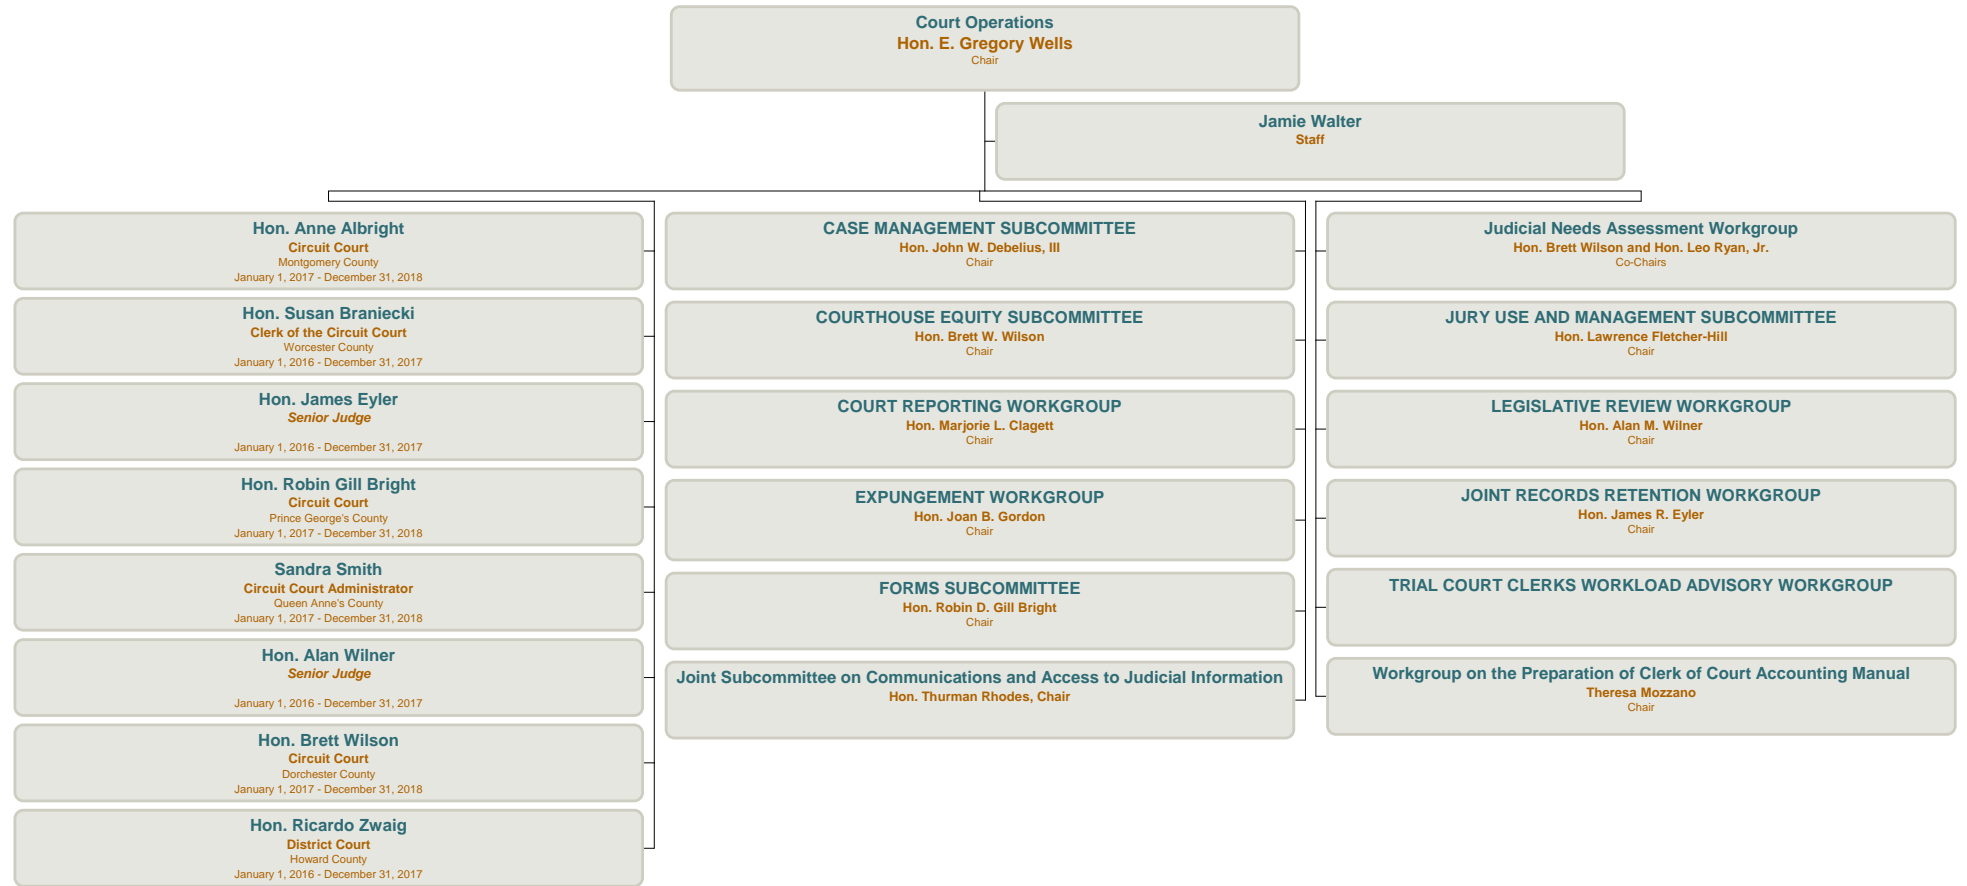 Court Operations
Hon. E. Gregory Wells
Chair
Jamie Walter
Staff
Hon. Anne Albright
Circuit Court
Montgomery County
January 1, 2017 - December 31, 2018
Hon. Susan Braniecki
Clerk of the Circuit Court
Worcester County
January 1, 2016 - December 31, 2017
Hon. James Eyler
Senior Judge
January 1, 2016 - December 31, 2017
Hon. Robin Gill Bright
Circuit Court
Prince George's County
January 1, 2017 - December 31, 2018
Sandra Smith
Circuit Court Administrator
Queen Anne's County
January 1, 2017 - December 31, 2018
Hon. Alan Wilner
Senior Judge
January 1, 2016 - December 31, 2017
Hon. Brett Wilson
Circuit Court
Dorchester County
January 1, 2017 - December 31, 2018
Hon. Ricardo Zwaig
District Court
Howard County
January 1, 2016 - December 31, 2017
CASE MANAGEMENT SUBCOMMITTEE
Hon. John W. Debelius, III
Chair
COURTHOUSE EQUITY SUBCOMMITTEE
Hon. Brett W. Wilson
Chair
COURT REPORTING WORKGROUP
Hon. Marjorie L. Clagett
Chair
EXPUNGEMENT WORKGROUP
Hon. Joan B. Gordon
Chair
FORMS SUBCOMMITTEE
Hon. Robin D. Gill Bright
Chair
Joint Subcommittee on Communications and Access to Judicial Information
Hon. Thurman Rhodes, Chair
Judicial Needs Assessment Workgroup
Hon. Brett Wilson and Hon. Leo Ryan, Jr.
Co-Chairs
JURY USE AND MANAGEMENT SUBCOMMITTEE
Hon. Lawrence Fletcher-Hill
Chair
LEGISLATIVE REVIEW WORKGROUP
Hon. Alan M. Wilner
Chair
JOINT RECORDS RETENTION WORKGROUP
Hon. James R. Eyler
Chair
TRIAL COURT CLERKS WORKLOAD ADVISORY WORKGROUP
Workgroup on the Preparation of Clerk of Court Accounting Manual
Theresa Mozzano
Chair